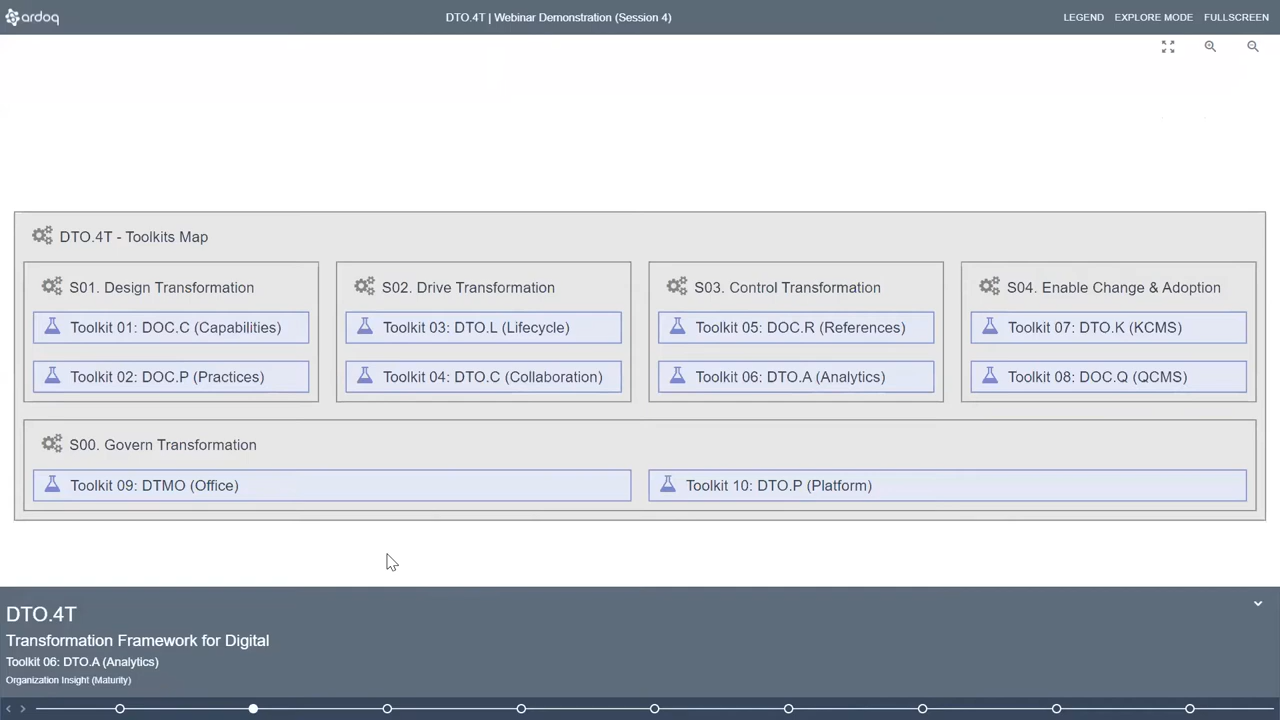 ardoq
DTO.4T | Webinar Demonstration (Session 4)
LEGEND EXPLORE MODE FULLSCREEN
DTO.4T - Toolkits Map
S01. Design Transformation
Toolkit 01: DOC.C (Capabilities)
Toolkit 02: DOC.P (Practices)
S02. Drive Transformation
Toolkit 03: DTO.L (Lifecycle)
Toolkit 04: DTO.C (Collaboration)
S03. Control Transformation
Toolkit 05: DOC.R (References)
Toolkit 06: DTO.A (Analytics)
S04. Enable Change & Adoption
Toolkit 07: DTO.K (KCMS)
Toolkit 08: DOC.Q (QCMS)
S00. Govern Transformation
Toolkit 09: DTMO (Office)
Toolkit 10: DTO.P (Platform)
DTO.4T
Transformation Framework for Digital
Toolkit 06: DTO.A (Analytics)
Organization Insight (Maturity)